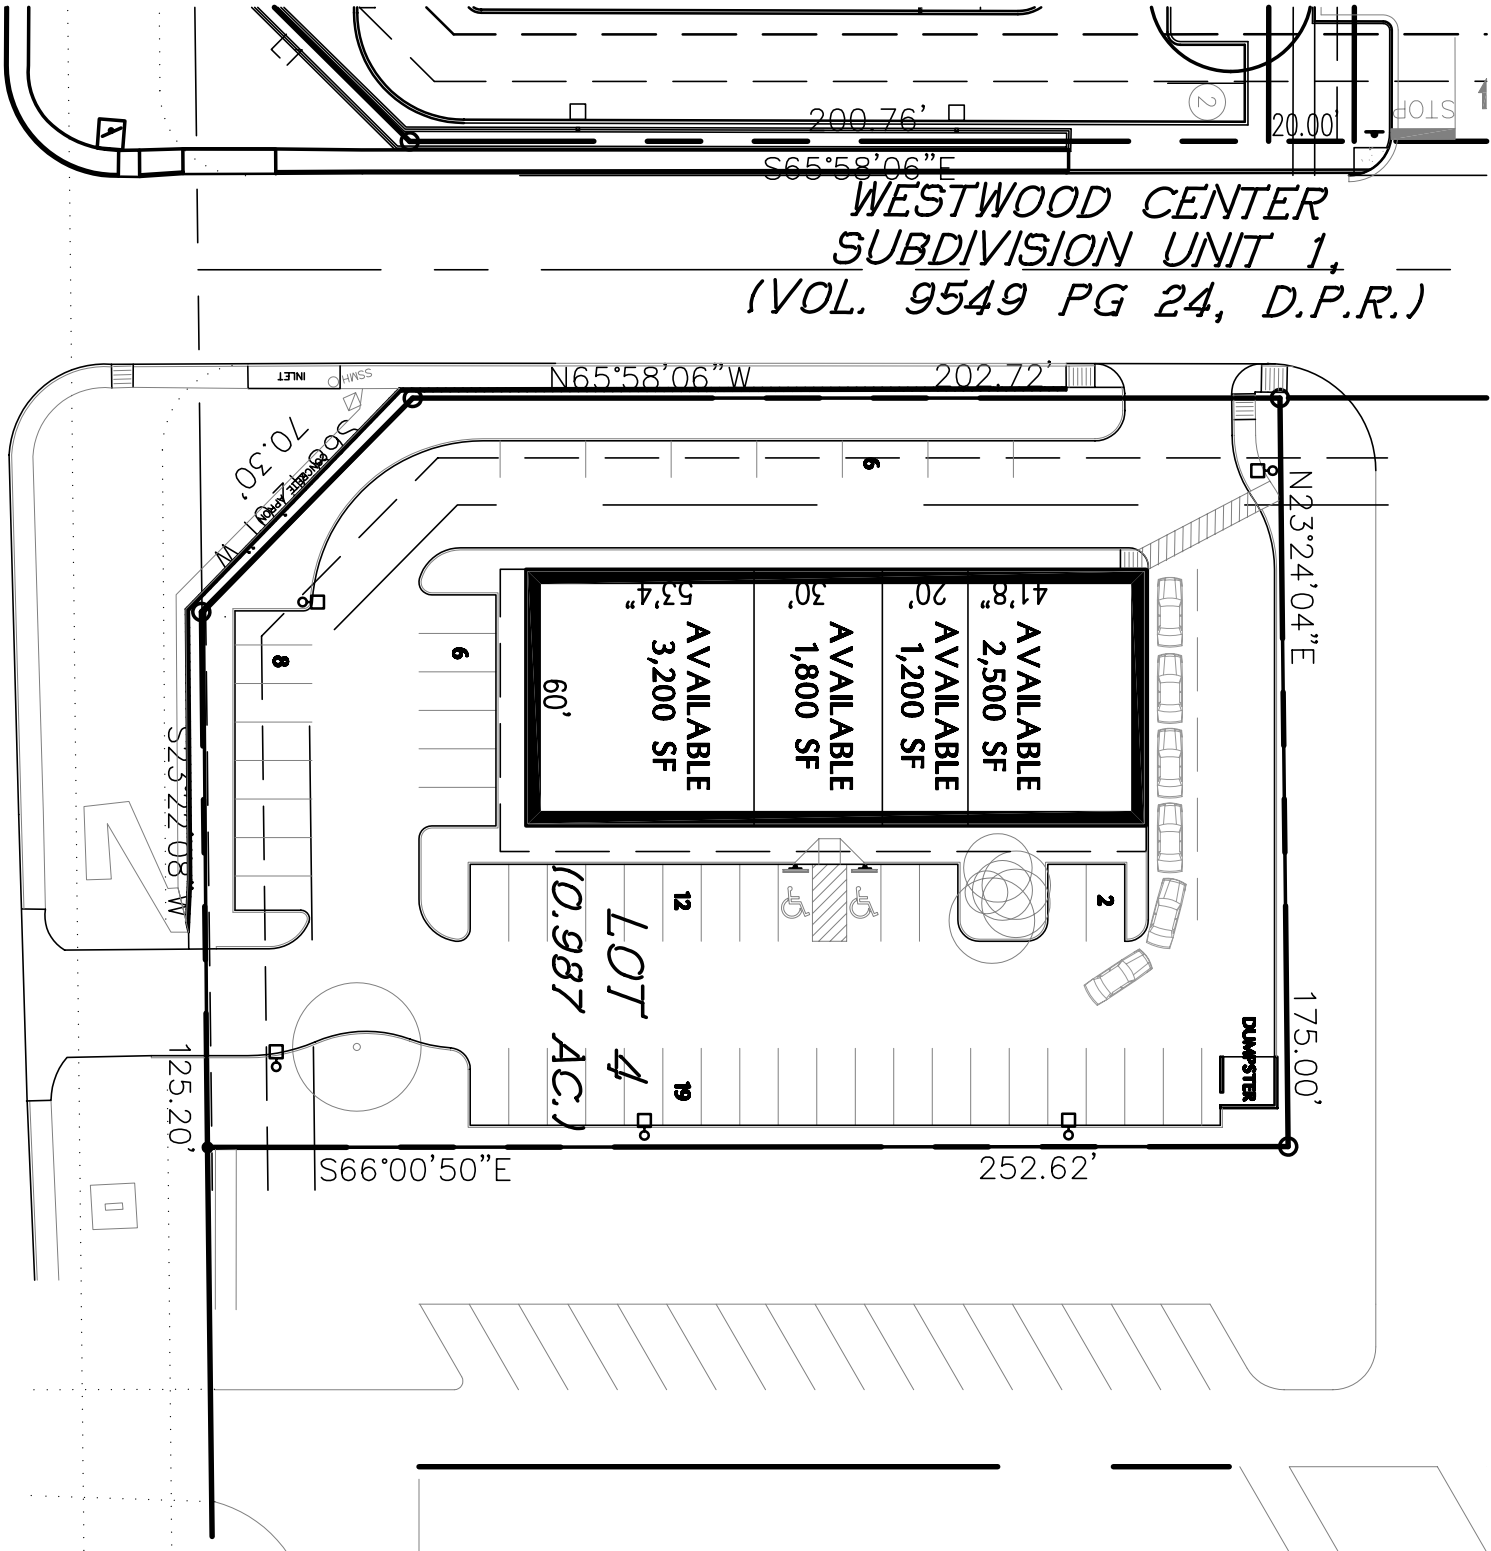 200.76'
S65°58'06"E
2
20.00'
STOP
WESTWOOD CENTER
SUBDIVISION UNIT 1,
(VOL. 9549 PG 24, D.P.R.)
INLET
SSMH
N65°58'06"W
202.72'
70.30'
CONCRETE APRON
6
N23°24'04"E
175.00'
8
6
53'4"
30'
20'
41'8"
60'
AVAILABLE
3,200 SF
AVAILABLE
1,800 SF
AVAILABLE
1,200 SF
AVAILABLE
2,500 SF
S23°22'08"W
125.20'
12
2
LOT 4
(0.987 AC.)
19
DUMPSTER
S66°00'50"E
252.62'